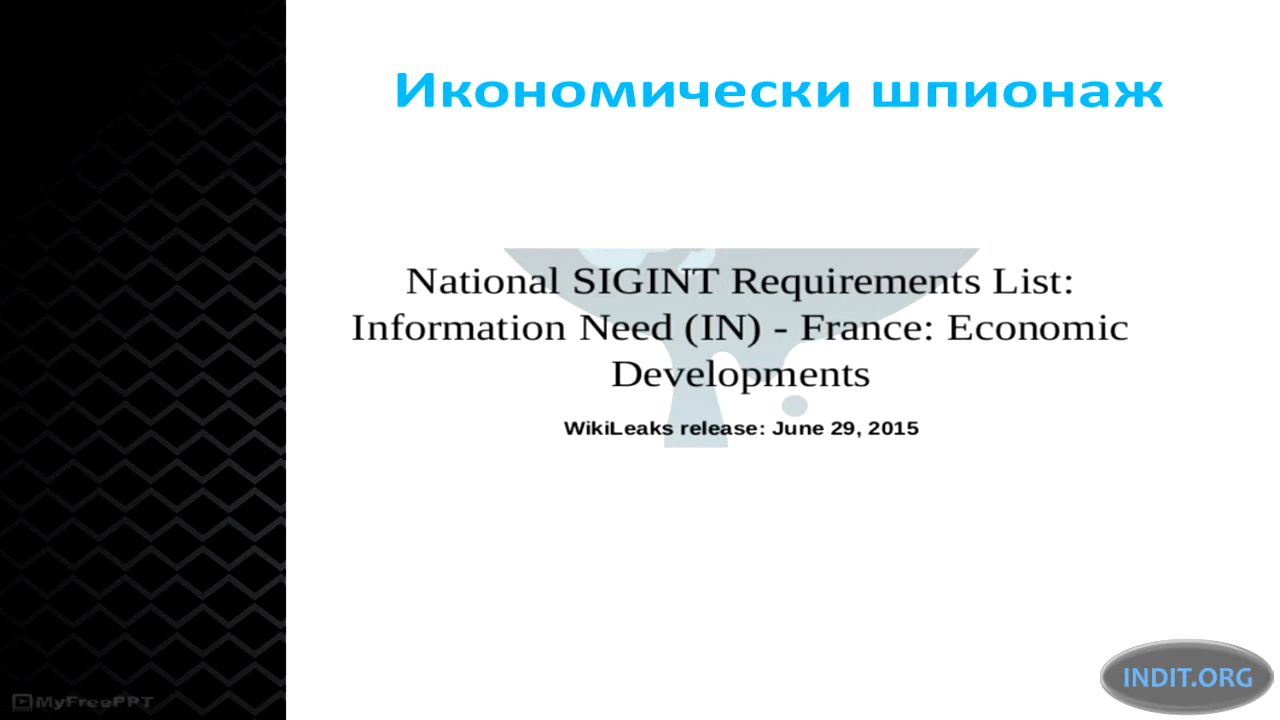 Икономически шпионаж
National SIGINT Requirements List:
Information Need (IN) - France: Economic
Developments
WikiLeaks release: June 29, 2015
INDIT.ORG
MyFreePPT